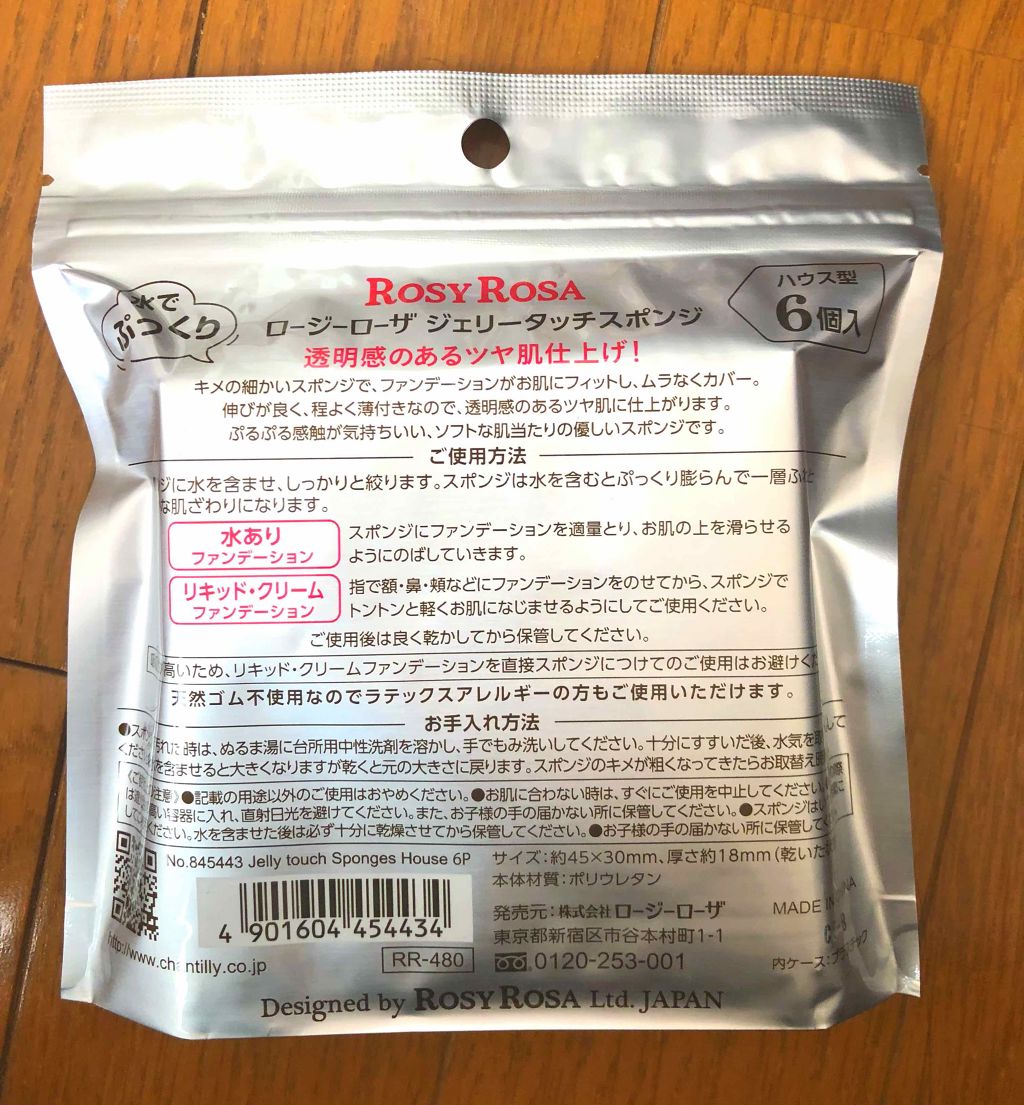 水で
ぷっくり
ROSY ROSA
ロージーローザ ジェリータッチスポンジ
ハウス型
6個入
透明感のあるツヤ肌仕上げ!
キメの細かいスポンジで、ファンデーションがお肌にフィットし、ムラなくカバー。
伸びが良く、程よく薄付きなので、透明感のあるツヤ肌に仕上がります。
ぷるぷる感触が気持ちいい、ソフトな肌当たりの優しいスポンジです。
ご使用方法
ジに水を含ませ、しっかりと絞ります。スポンジは水を含むとぷっくり膨らんで一層ふ
な肌ざわりになります。
水あり
ファンデーション
スポンジにファンデーションを適量とり、お肌の上を滑らせる
ようにのばしていきます。
リキッド・クリーム
ファンデーション
指で額・鼻・頬などにファンデーションをのせてから、スポンジで
トントンと軽くお肌になじませるようにしてご使用ください。
ご使用後は良く乾かしてから保管してください。
高いため、リキッド・クリームファンデーションを直接スポンジにつけてのご使用はお避けく
天然ゴム不使用なのでラテックスアレルギーの方もご使用いただけます。
お手入れ方法
●スポ れた時は、ぬるま湯に台所用中性洗剤を溶かし、手でもみ洗いしてください。十分にすすいだ後、水気を して
くださ を含ませると大きくなりますが乾くと元の大きさに戻ります。スポンジのキメが粗くなってきたらお取替え
注意》●記載の用途以外のご使用はおやめください。●お肌に合わない時は、すぐにご使用を中止してください。
容器に入れ、直射日光を避けてください。また、お子様の手の届かない所に保管してください。●スポンジは
ください。水を含ませた後は必ず十分に乾燥させてから保管してください。●お子様の手の届かない所に保管して
No.845443 Jelly touch Sponges House 6P
サイズ:約45×30mm、厚さ約18mm(乾いた
本体材質:ポリウレタン
4 901604 454434
発売元:株式会社ロージーローザ
MADE IN
東京都新宿区市谷本村町1-1
http://www.chantilly.co.jp
RR-480
0120-253-001
内ケース:プラスチック
Designed by ROSY ROSA Ltd. JAPAN